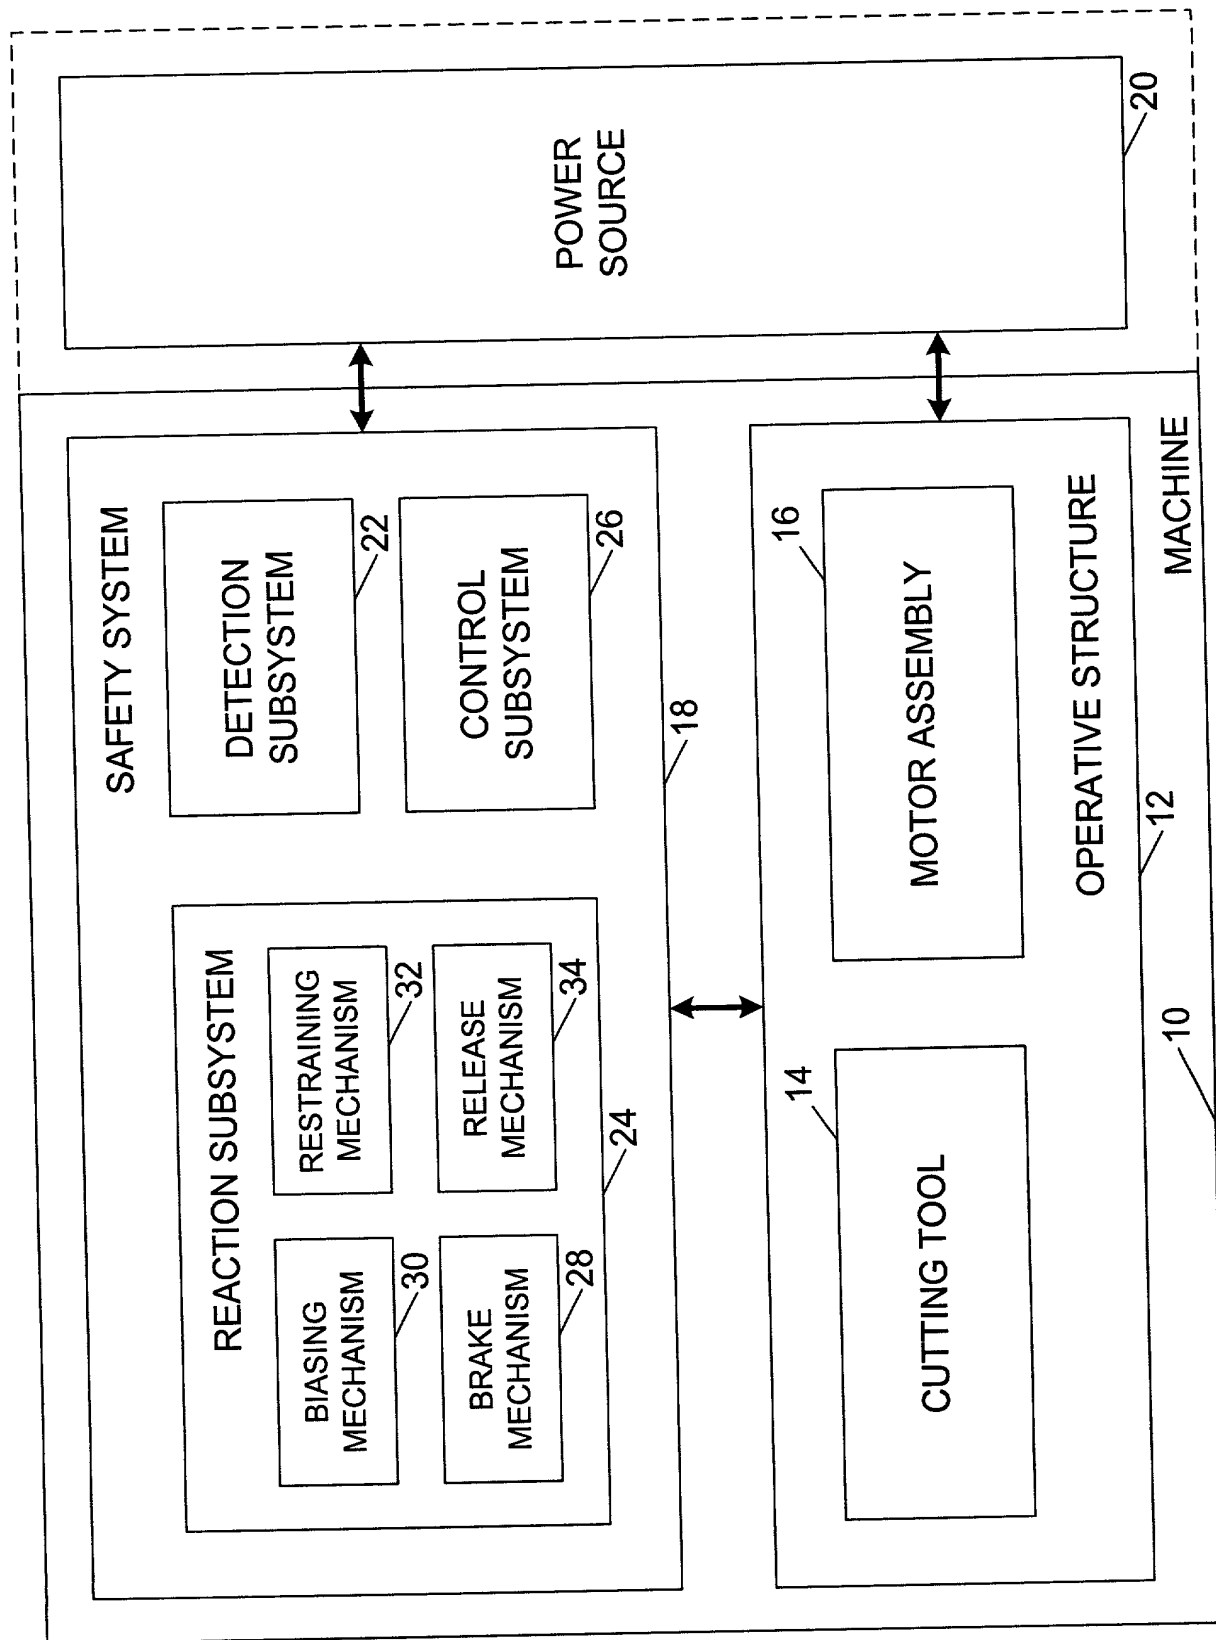 SAFETY SYSTEM
REACTION SUBSYSTEM
BIASING
MECHANISM
30
RESTRAINING
MECHANISM
32
BRAKE
MECHANISM
28
RELEASE
MECHANISM
34
24
DETECTION
SUBSYSTEM
22
CONTROL
SUBSYSTEM
26
18
POWER
SOURCE
20
14
CUTTING TOOL
16
MOTOR ASSEMBLY
OPERATIVE STRUCTURE
12
MACHINE
10